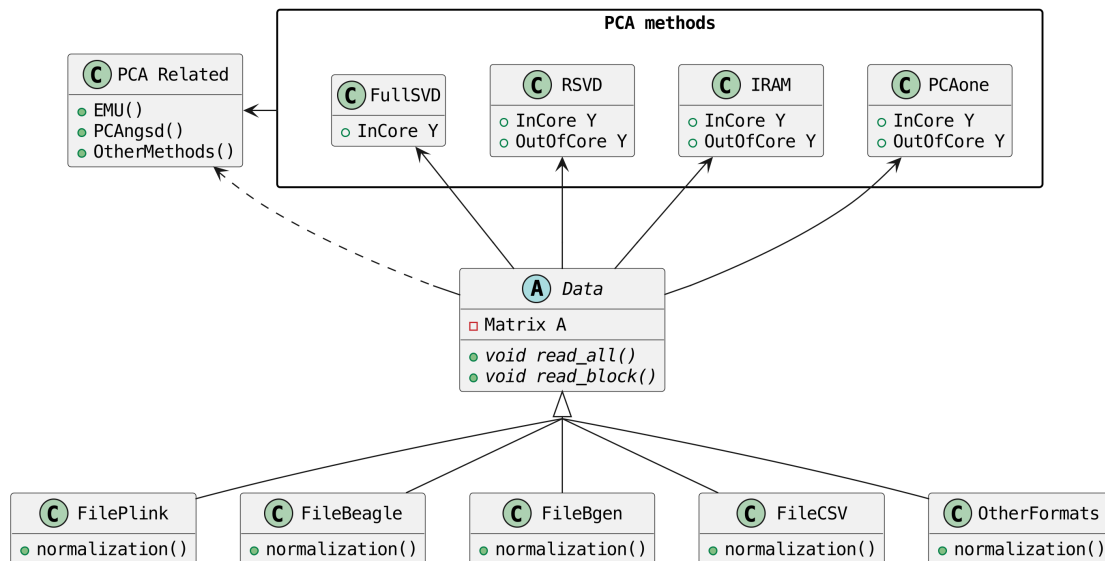 PCA methods
C PCA Related
EMU()
PCAngsd()
OtherMethods()
C FullSVD
InCore Y
C RSVD
InCore Y
OutOfCore Y
C IRAM
InCore Y
OutOfCore Y
C PCAone
InCore Y
OutOfCore Y
A Data
Matrix A
void read_all()
void read_block()
C FilePlink
normalization()
C FileBeagle
normalization()
C FileBgen
normalization()
C FileCSV
normalization()
C OtherFormats
normalization()